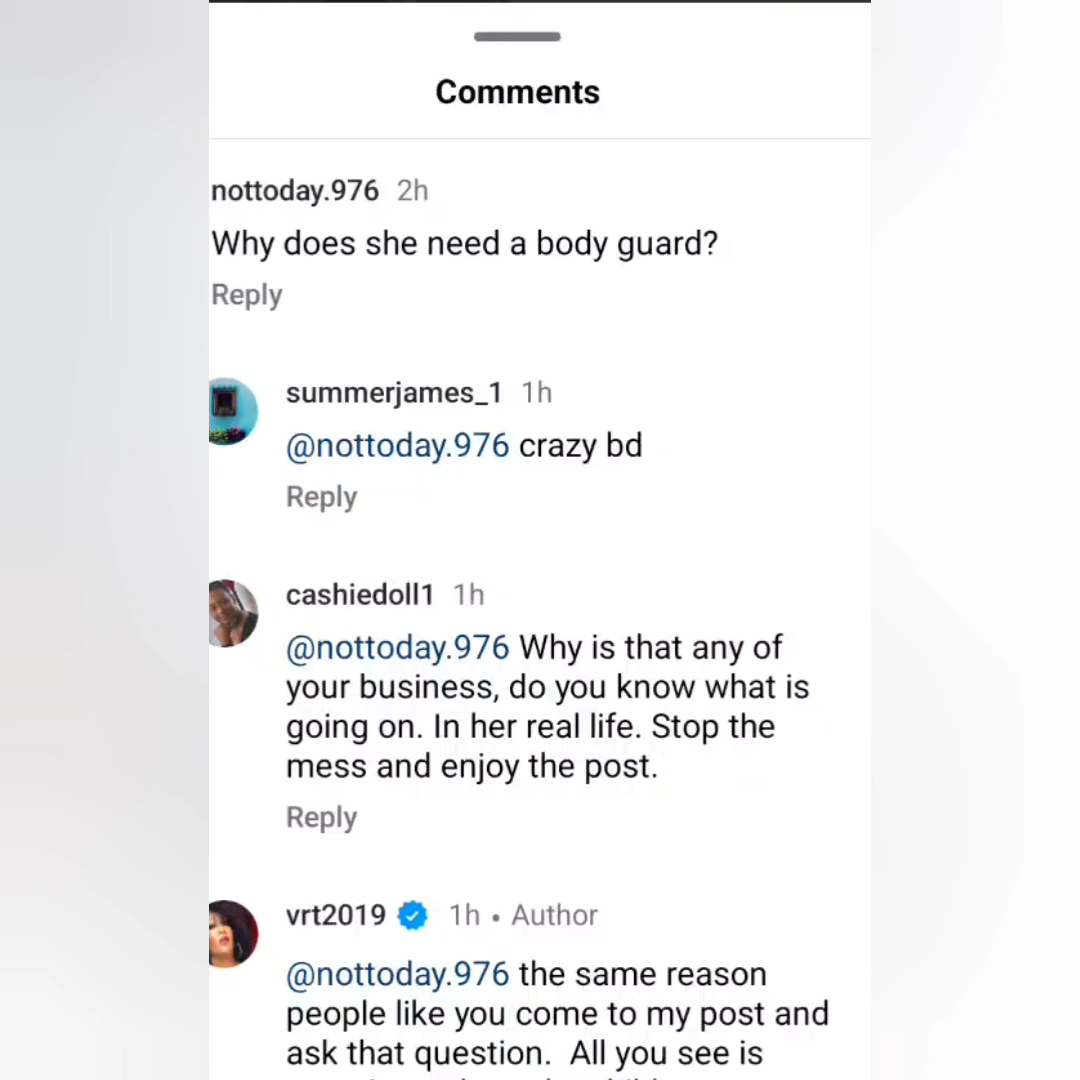 Comments
nottoday.976 2h
Why does she need a body guard?
Reply
summerjames_1 1h
@nottoday.976 crazy bd
Reply
cashiedoll1 1h
@nottoday.976 Why is that any of
your business, do you know what is
going on. In her real life. Stop the
mess and enjoy the post.
Reply
vrt2019 1h • Author
@nottoday.976 the same reason
people like you come to my post and
ask that question.  All you see is